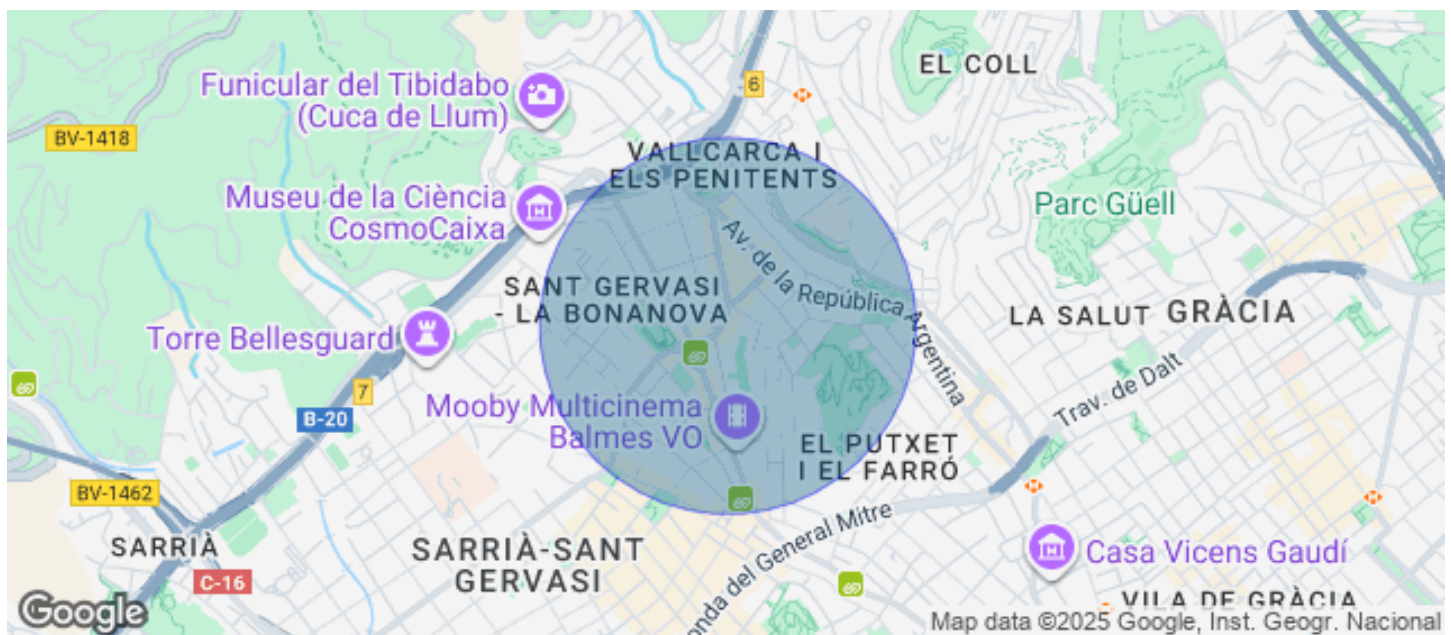 EL COLL
Funicular del Tibidabo
(Cuca de Llum)
6
BV-1418
VALLCARCA I
ELS PENITENTS
Museu de la Ciència
CosmoCaixa
Parc Güell
Av. de la República Argentina
SANT GERVASI
- LA BONANOVA
LA SALUT
GRÀCIA
Torre Bellesguard
Trav. de Dalt
7
B-20
Mooby Multicinema
Balmes VO
EL PUTXET
I EL FARRÓ
BV-1462
SARRIÀ
SARRIÀ-SANT
GERVASI
onda del General Mitre
Casa Vicens Gaudí
C-16
VILA DE GRÀCIA
Google
Map data ©2025 Google, Inst. Geogr. Nacional